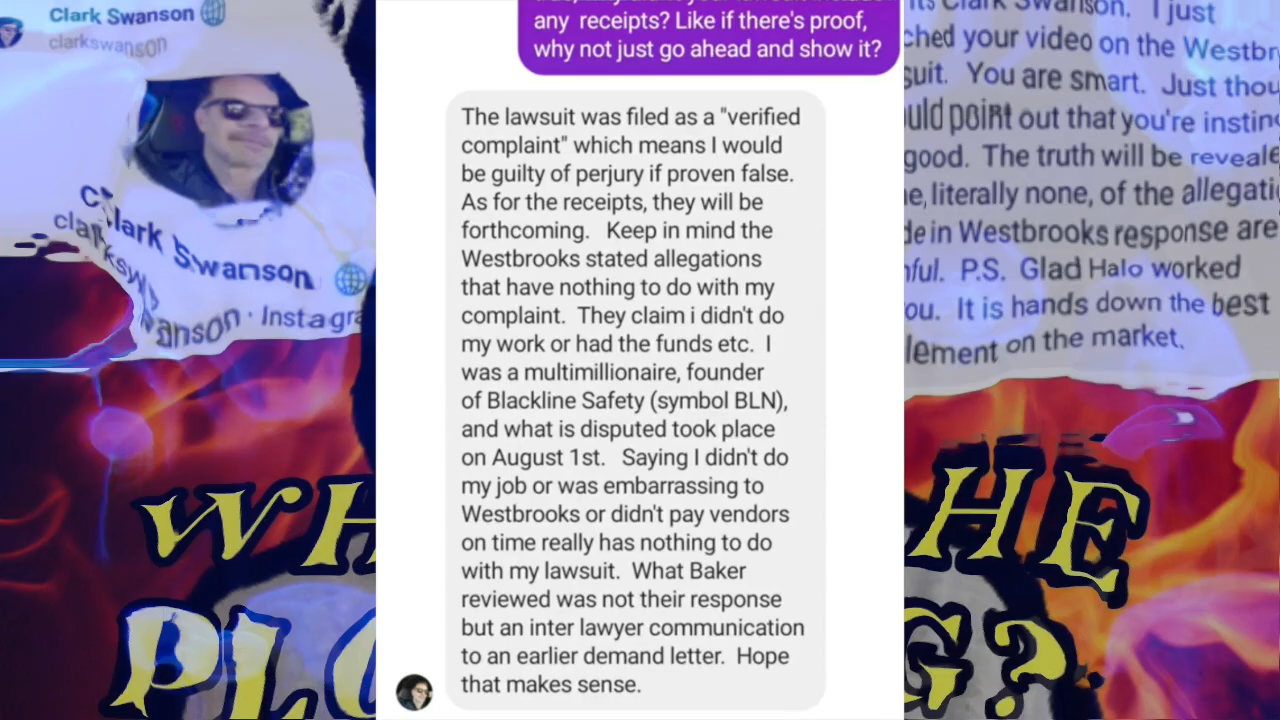 Clark Swanson
clarkswanson
Clark Swanson
Swanson · Instagra
any receipts? Like if there's proof,
why not just go ahead and show it?
The lawsuit was filed as a "verified
complaint" which means I would
be guilty of perjury if proven false.
As for the receipts, they will be
forthcoming. Keep in mind the
Westbrooks stated allegations
that have nothing to do with my
complaint. They claim i didn't do
my work or had the funds etc. I
was a multimillionaire, founder
of Blackline Safety (symbol BLN),
and what is disputed took place
on August 1st. Saying I didn't do
my job or was embarrassing to
Westbrooks or didn't pay vendors
on time really has nothing to do
with my lawsuit. What Baker
reviewed was not their response
but an inter lawyer communication
to an earlier demand letter. Hope
that makes sense.
its Clark Swanson. I just
ched your video on the Westbr
suit. You are smart. Just thou
uld point out that you're instinc
good. The truth will be reveale
e, literally none, of the allegati
de in Westbrooks response are
ful. P.S. Glad Halo worked
ou. It is hands down the best
lement on the market.
WH HE
PLO G?